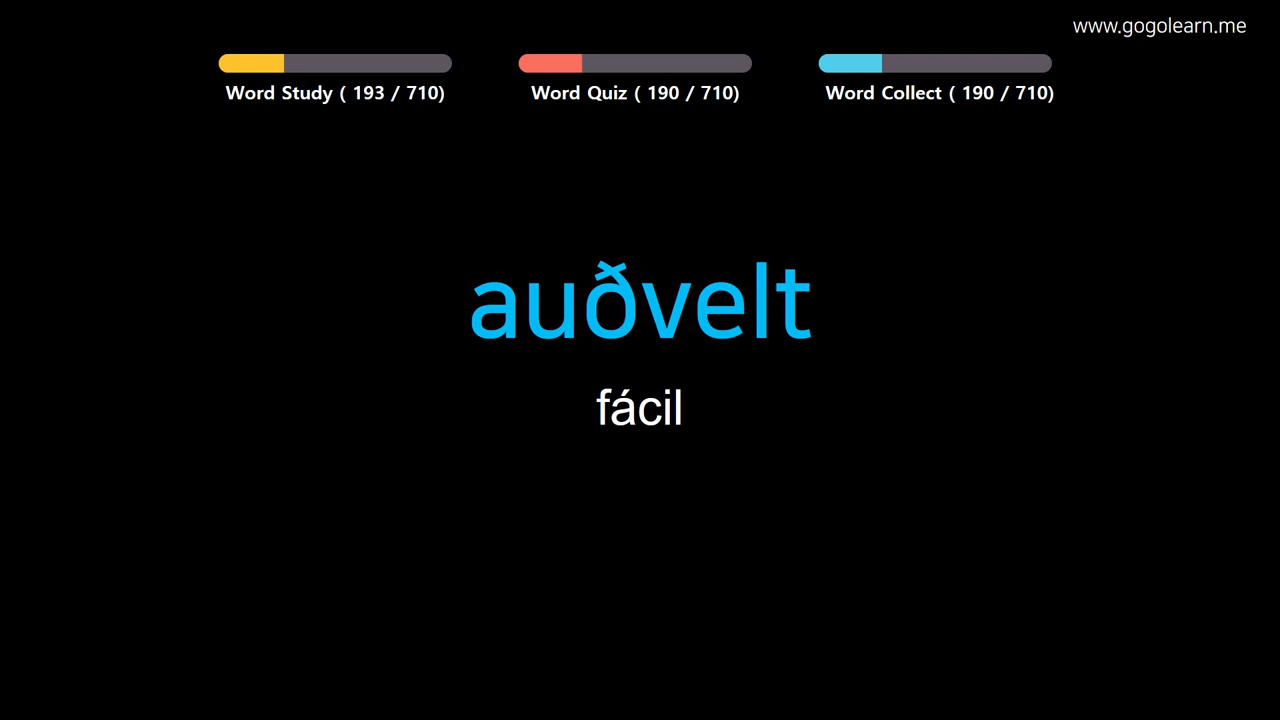 www.gogolearn.me
Word Study ( 193 / 710)
Word Quiz ( 190 / 710)
Word Collect ( 190 / 710)
auðvelt
fácil